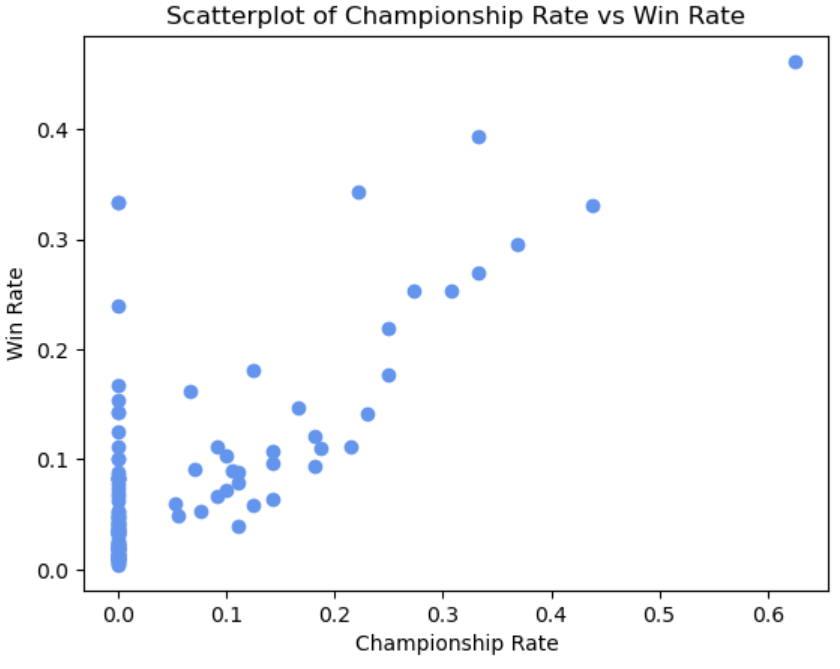 Scatterplot of Championship Rate vs Win Rate
Win Rate
0.4
0.3
0.2
0.1
0.0
0.0 0.1 0.2 0.3 0.4 0.5 0.6
Championship Rate